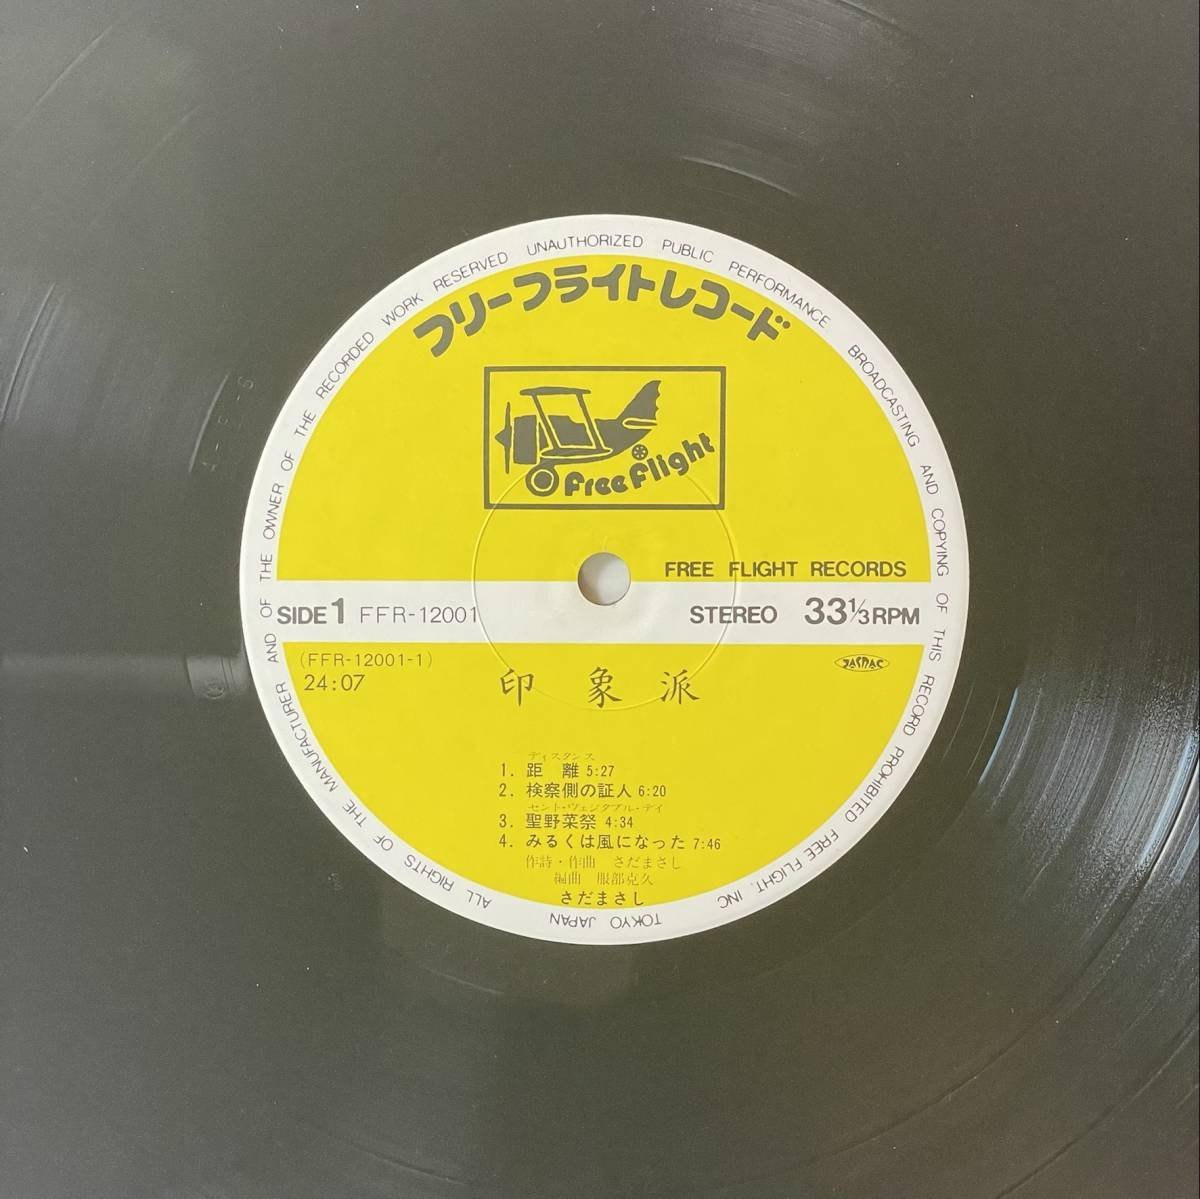 ALL RIGHTS OF THE MANUFACTURER AND OF THE OWNER OF THE RECORDED WORK RESERVED UNAUTHORIZED PUBLIC PERFORMANCE BROADCASTING AND COPYING OF THIS RECORD PROHIBITED FREE FLIGHT, INC TOKYO JAPAN
フリーフライトレコード
Free Flight
FREE FLIGHT RECORDS
SIDE 1 FFR-12001 STEREO 33 1/3 RPM
(FFR-12001-1)
JASRAC
24:07
印象派
ディスタンス
1. 距離 5:27
2. 検察側の証人 6:20
セント・ヴェジタブル・デイ
3. 聖野菜祭 4:34
4. みるくは風になった 7:46
作詩・作曲 さだまさし
編曲 服部克久
さだまさし